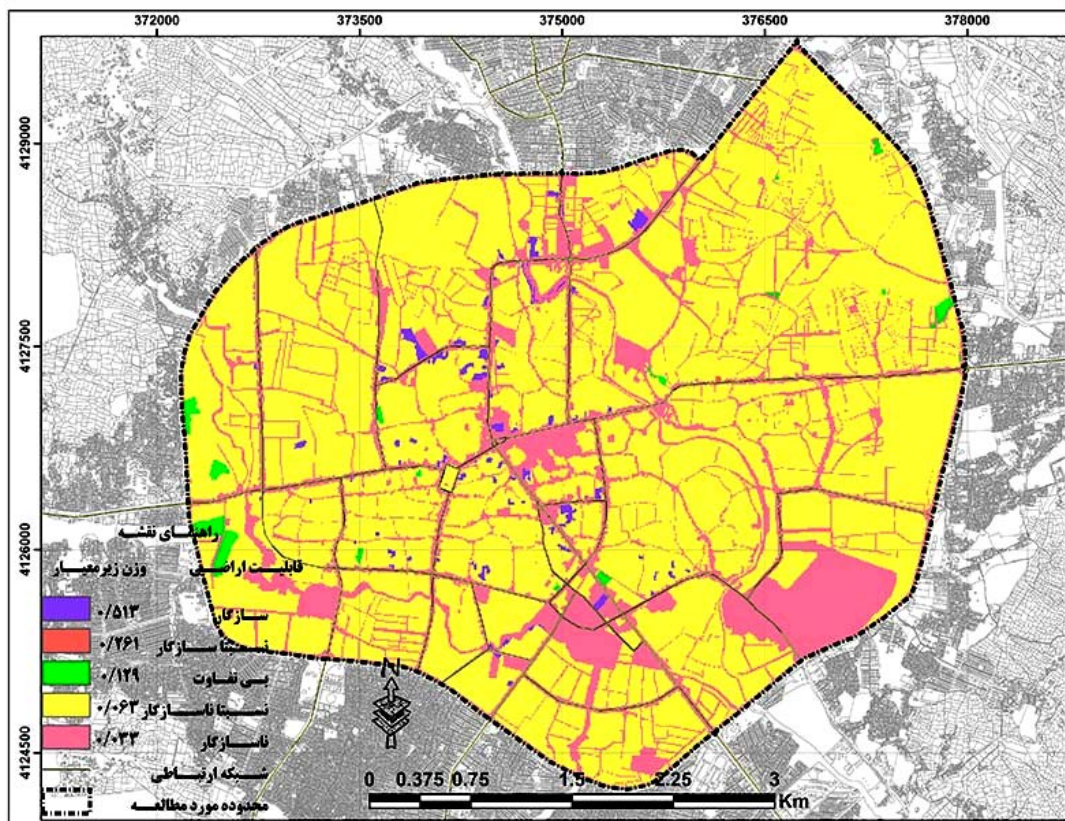 372000 373500 375000 376500 378000
4129000
4127500
4126000
4124500
راهنمای نقشه
قابلیت اراضی وزن زیرمعیار
سازگار ۰/۵۱۳
نسبتا سازگار ۰/۲۶۱
بی تفاوت ۰/۱۲۹
نسبتا ناسازگار ۰/۰۶۳
ناسازگار ۰/۰۳۳
شبکه ارتباطی
محدوده مورد مطالعه
N
0 0.375 0.75 1.5 2.25 3
Km